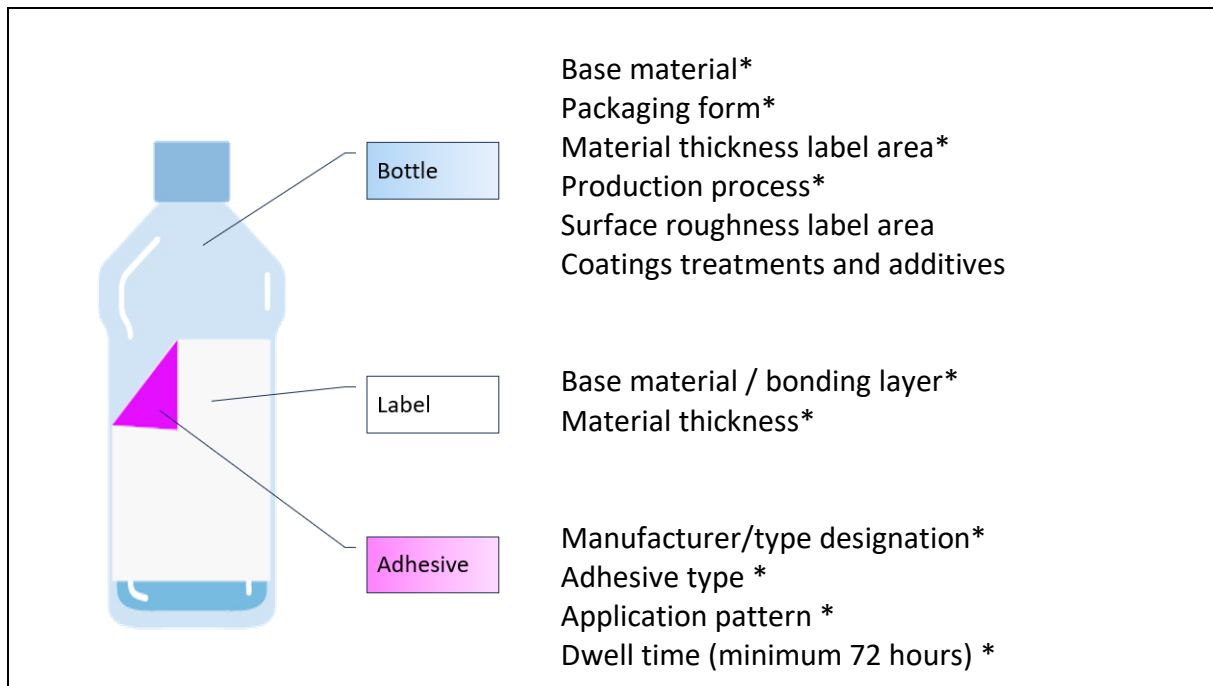 Bottle
Base material*
Packaging form*
Material thickness label area*
Production process*
Surface roughness label area
Coatings treatments and additives
Label
Base material / bonding layer*
Material thickness*
Adhesive
Manufacturer/type designation*
Adhesive type *
Application pattern *
Dwell time (minimum 72 hours) *